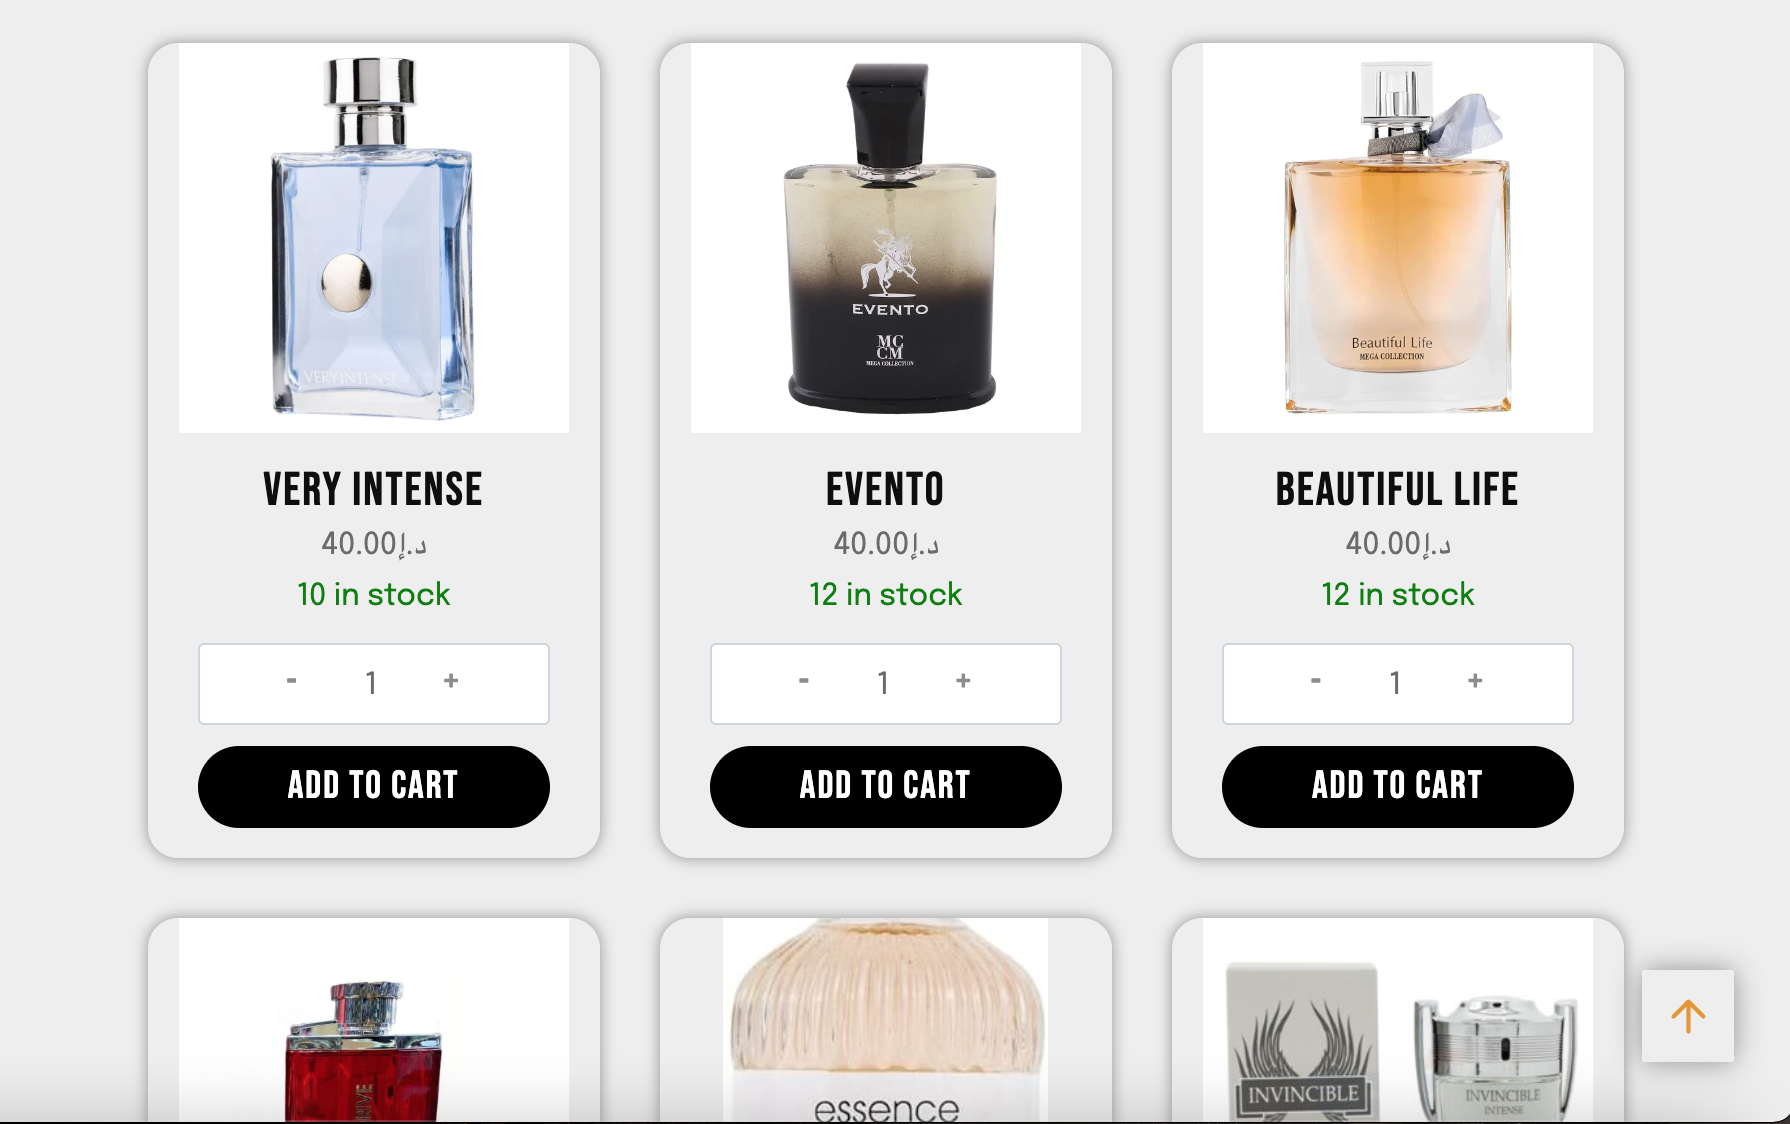 VERY INTENSE
EVENTO
MC
CM
MEGA COLLECTION
Beautiful Life
MEGA COLLECTION
VERY INTENSE
40.00د.إ
10 in stock
- 1 +
ADD TO CART
EVENTO
40.00د.إ
12 in stock
- 1 +
ADD TO CART
BEAUTIFUL LIFE
40.00د.إ
12 in stock
- 1 +
ADD TO CART
essence
INVINCIBLE
INVINCIBLE
INTENSE